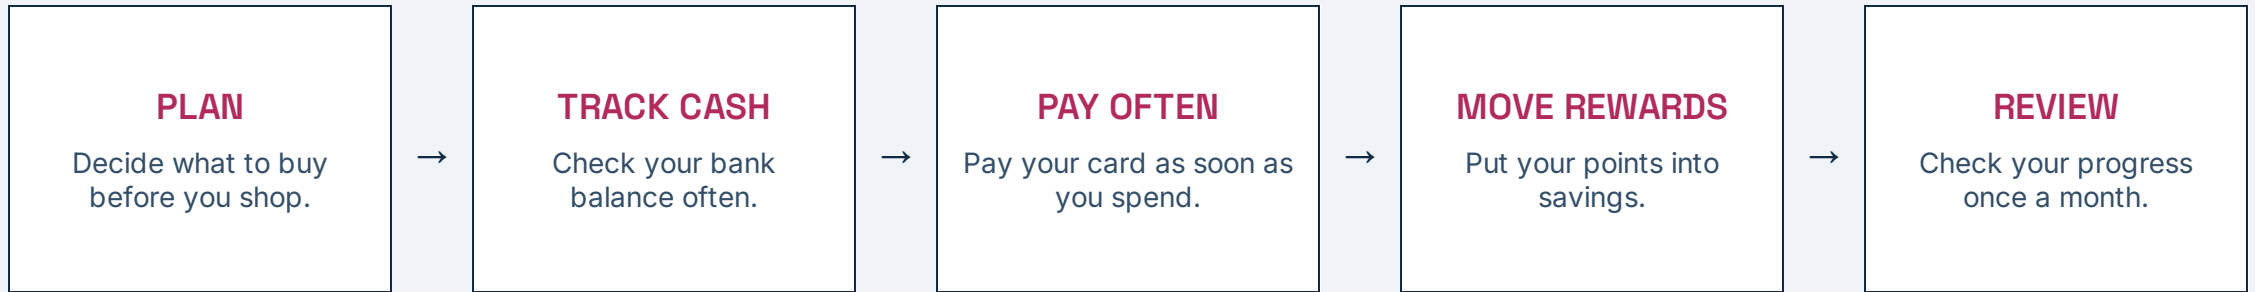 PLAN
Decide what to buy
before you shop.
→
TRACK CASH
Check your bank
balance often.
→
PAY OFTEN
Pay your card as soon as
you spend.
→
MOVE REWARDS
Put your points into
savings.
→
REVIEW
Check your progress
once a month.